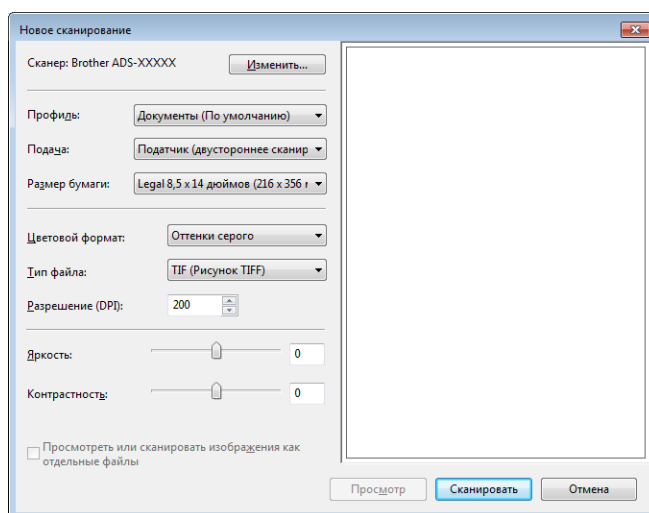 Новое сканирование
Сканер: Brother ADS-XXXXX
Изменить...
Профиль:
Документы (По умолчанию)
Подача:
Податчик (двустороннее сканир
Размер бумаги:
Legal 8,5 x 14 дюймов (216 x 356 г
Цветовой формат:
Оттенки серого
Тип файла:
TIF (Рисунок TIFF)
Разрешение (DPI):
200
Яркость:
0
Контрастность:
0
Просмотреть или сканировать изображения как
отдельные файлы
Просмотр
Сканировать
Отмена